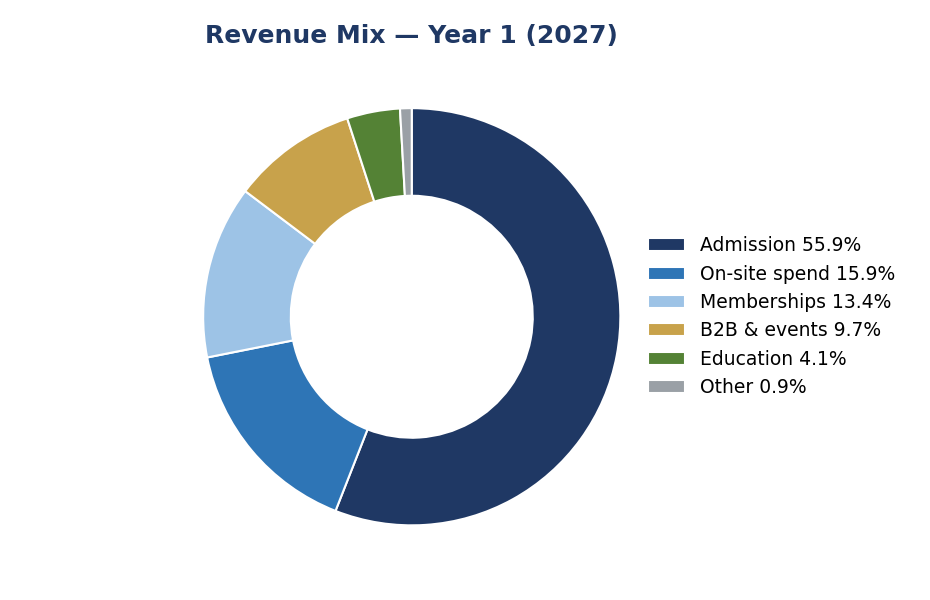 Revenue Mix — Year 1 (2027)
Admission 55.9%
On-site spend 15.9%
Memberships 13.4%
B2B & events 9.7%
Education 4.1%
Other 0.9%